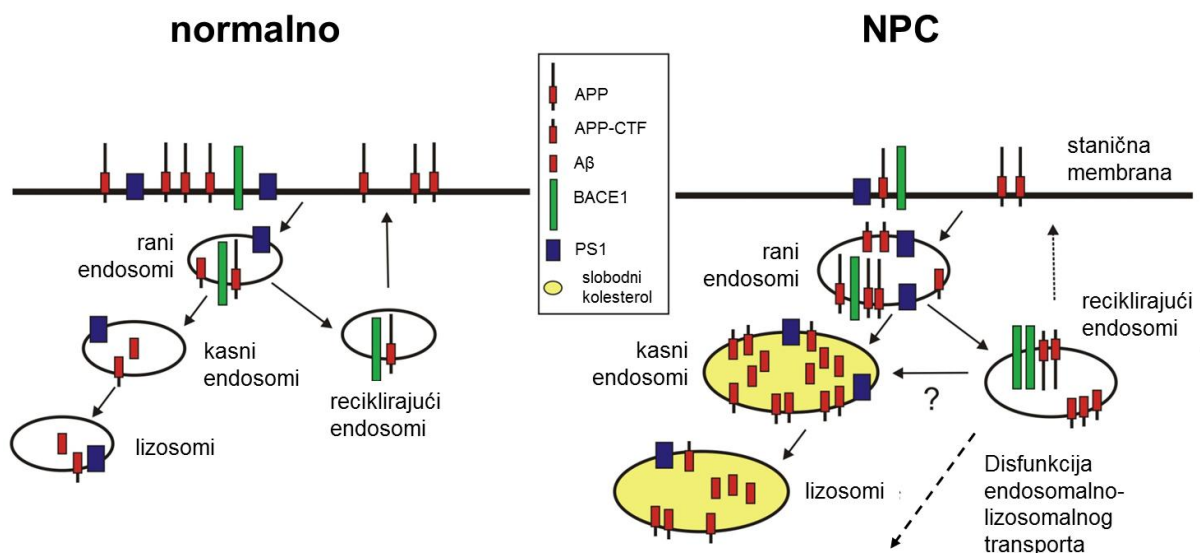 normalno
NPC
APP
APP-CTF
Aβ
BACE1
PS1
slobodni
kolesterol
rani
endosomi
kasni
endosomi
reciklirajući
endosomi
lizosomi
stanična
membrana
rani
endosomi
reciklirajući
endosomi
kasni
endosomi
?
lizosomi
Disfunkcija
endosomalno-
lizosomalnog
transporta